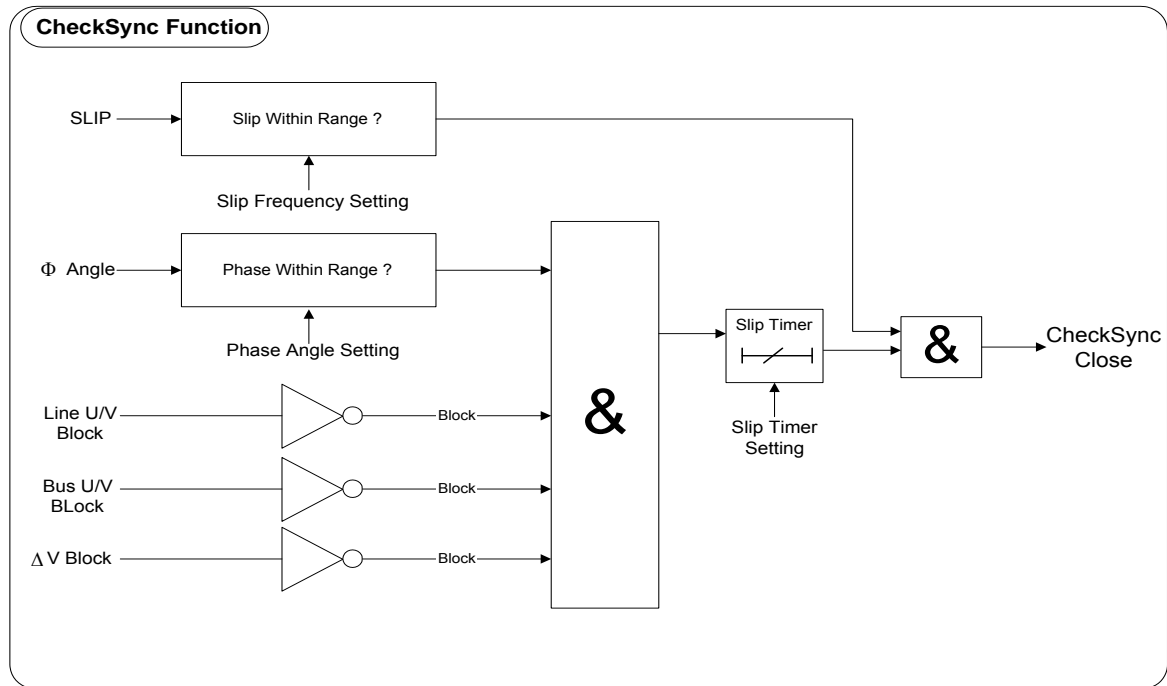 CheckSync Function
SLIP
Slip Within Range ?
Slip Frequency Setting
Φ Angle
Phase Within Range ?
Phase Angle Setting
Line U/V
Block
Block
Bus U/V
BLock
Block
Δ V Block
Block
&
Slip Timer
Slip Timer
Setting
&
CheckSync
Close